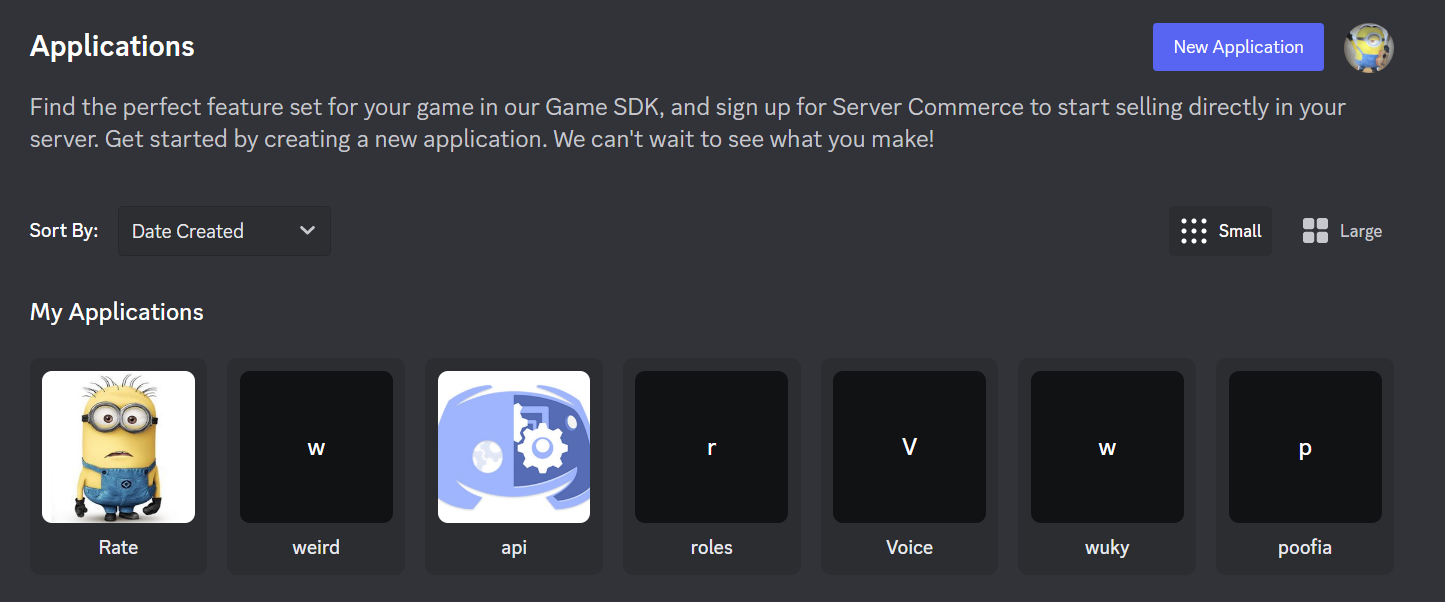 Applications
New Application
Find the perfect feature set for your game in our Game SDK, and sign up for Server Commerce to start selling directly in your
server. Get started by creating a new application. We can't wait to see what you make!
Sort By:
Date Created
Small
Large
My Applications
w
r
V
w
p
Rate
weird
api
roles
Voice
wuky
poofia